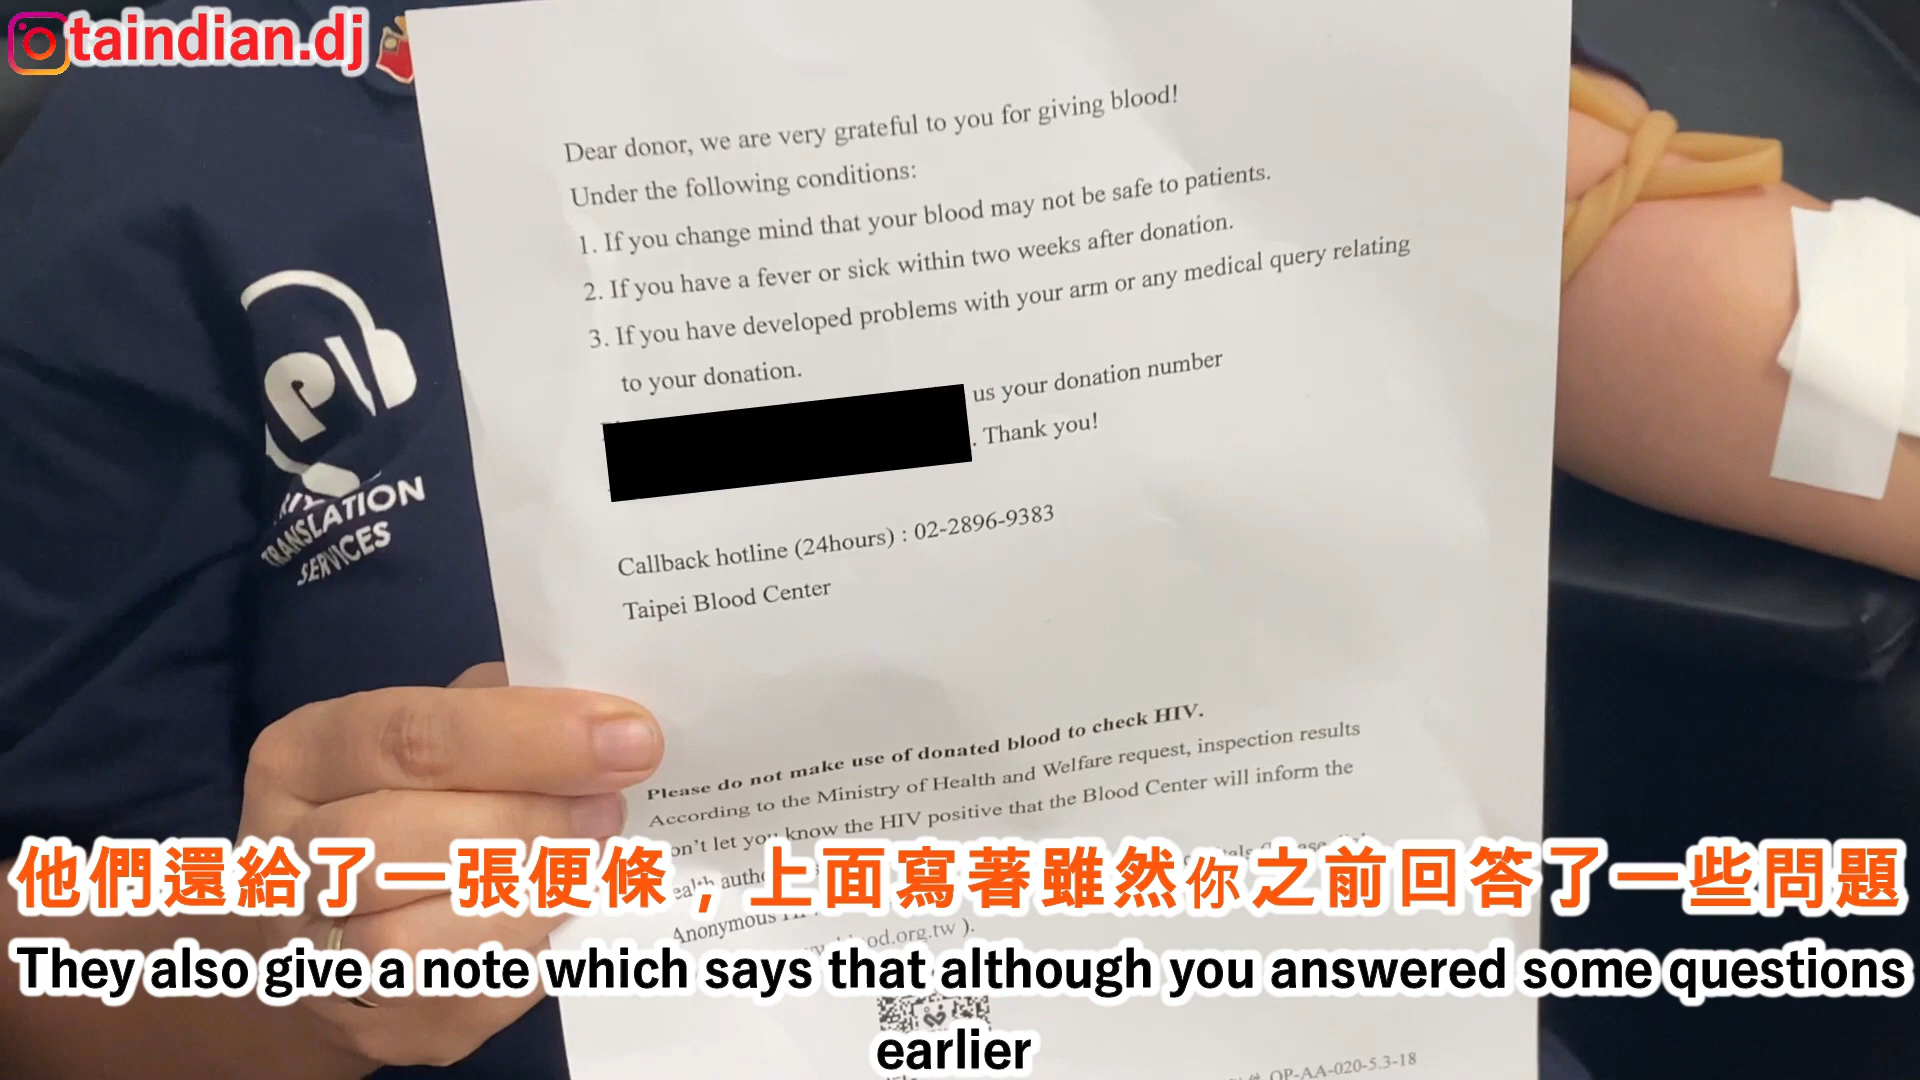 taindian.dj
Dear donor, we are very grateful to you for giving blood!
Under the following conditions:
1. If you change mind that your blood may not be safe to patients.
2. If you have a fever or sick within two weeks after donation.
3. If you have developed problems with your arm or any medical query relating
to your donation.
us your donation number
. Thank you!
Callback hotline (24hours) : 02-2896-9383
Taipei Blood Center
TRANSLATION
SERVICES
Please do not make use of donated blood to check HIV.
According to the Ministry of Health and Welfare request, inspection results
let you know the HIV positive that the Blood Center will inform the
Anonymous
od.org.tw ).
他們還給了一張便條，上面寫著雖然你之前回答了一些問題
They also give a note which says that although you answered some questions
earlier
OP-AA-020-5.3-18